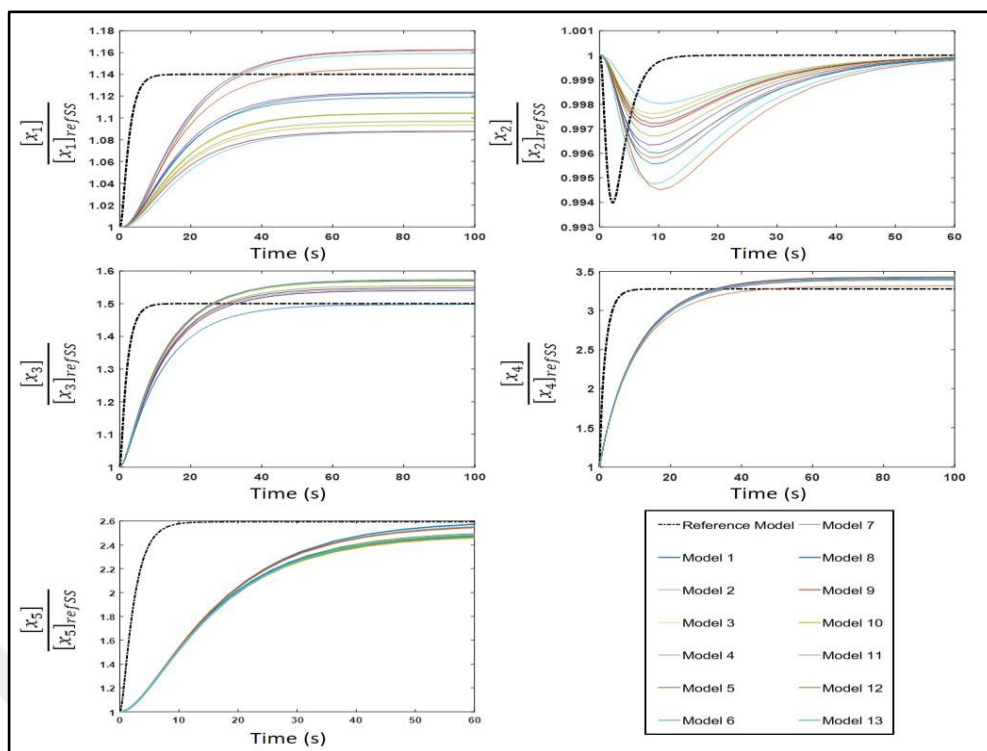 1.18
1.16
1.14
1.12
1.1
1.08
1.06
1.04
1.02
1
[x₁]
[x₁]refSS
0 20 40 60 80 100
Time (s)
1.001
1
0.999
0.998
0.997
0.996
0.995
0.994
0.993
[x₂]
[x₂]refSS
0 10 20 30 40 50 60
Time (s)
1.6
1.5
1.4
1.3
1.2
1.1
1
[x₃]
[x₃]refSS
0 20 40 60 80 100
Time (s)
3.5
3
2.5
2
1.5
1
[x₄]
[x₄]refSS
0 20 40 60 80 100
Time (s)
2.6
2.4
2.2
2
1.8
1.6
1.4
1.2
1
[x₅]
[x₅]refSS
0 10 20 30 40 50 60
Time (s)
Reference Model Model 7
Model 1 Model 8
Model 2 Model 9
Model 3 Model 10
Model 4 Model 11
Model 5 Model 12
Model 6 Model 13